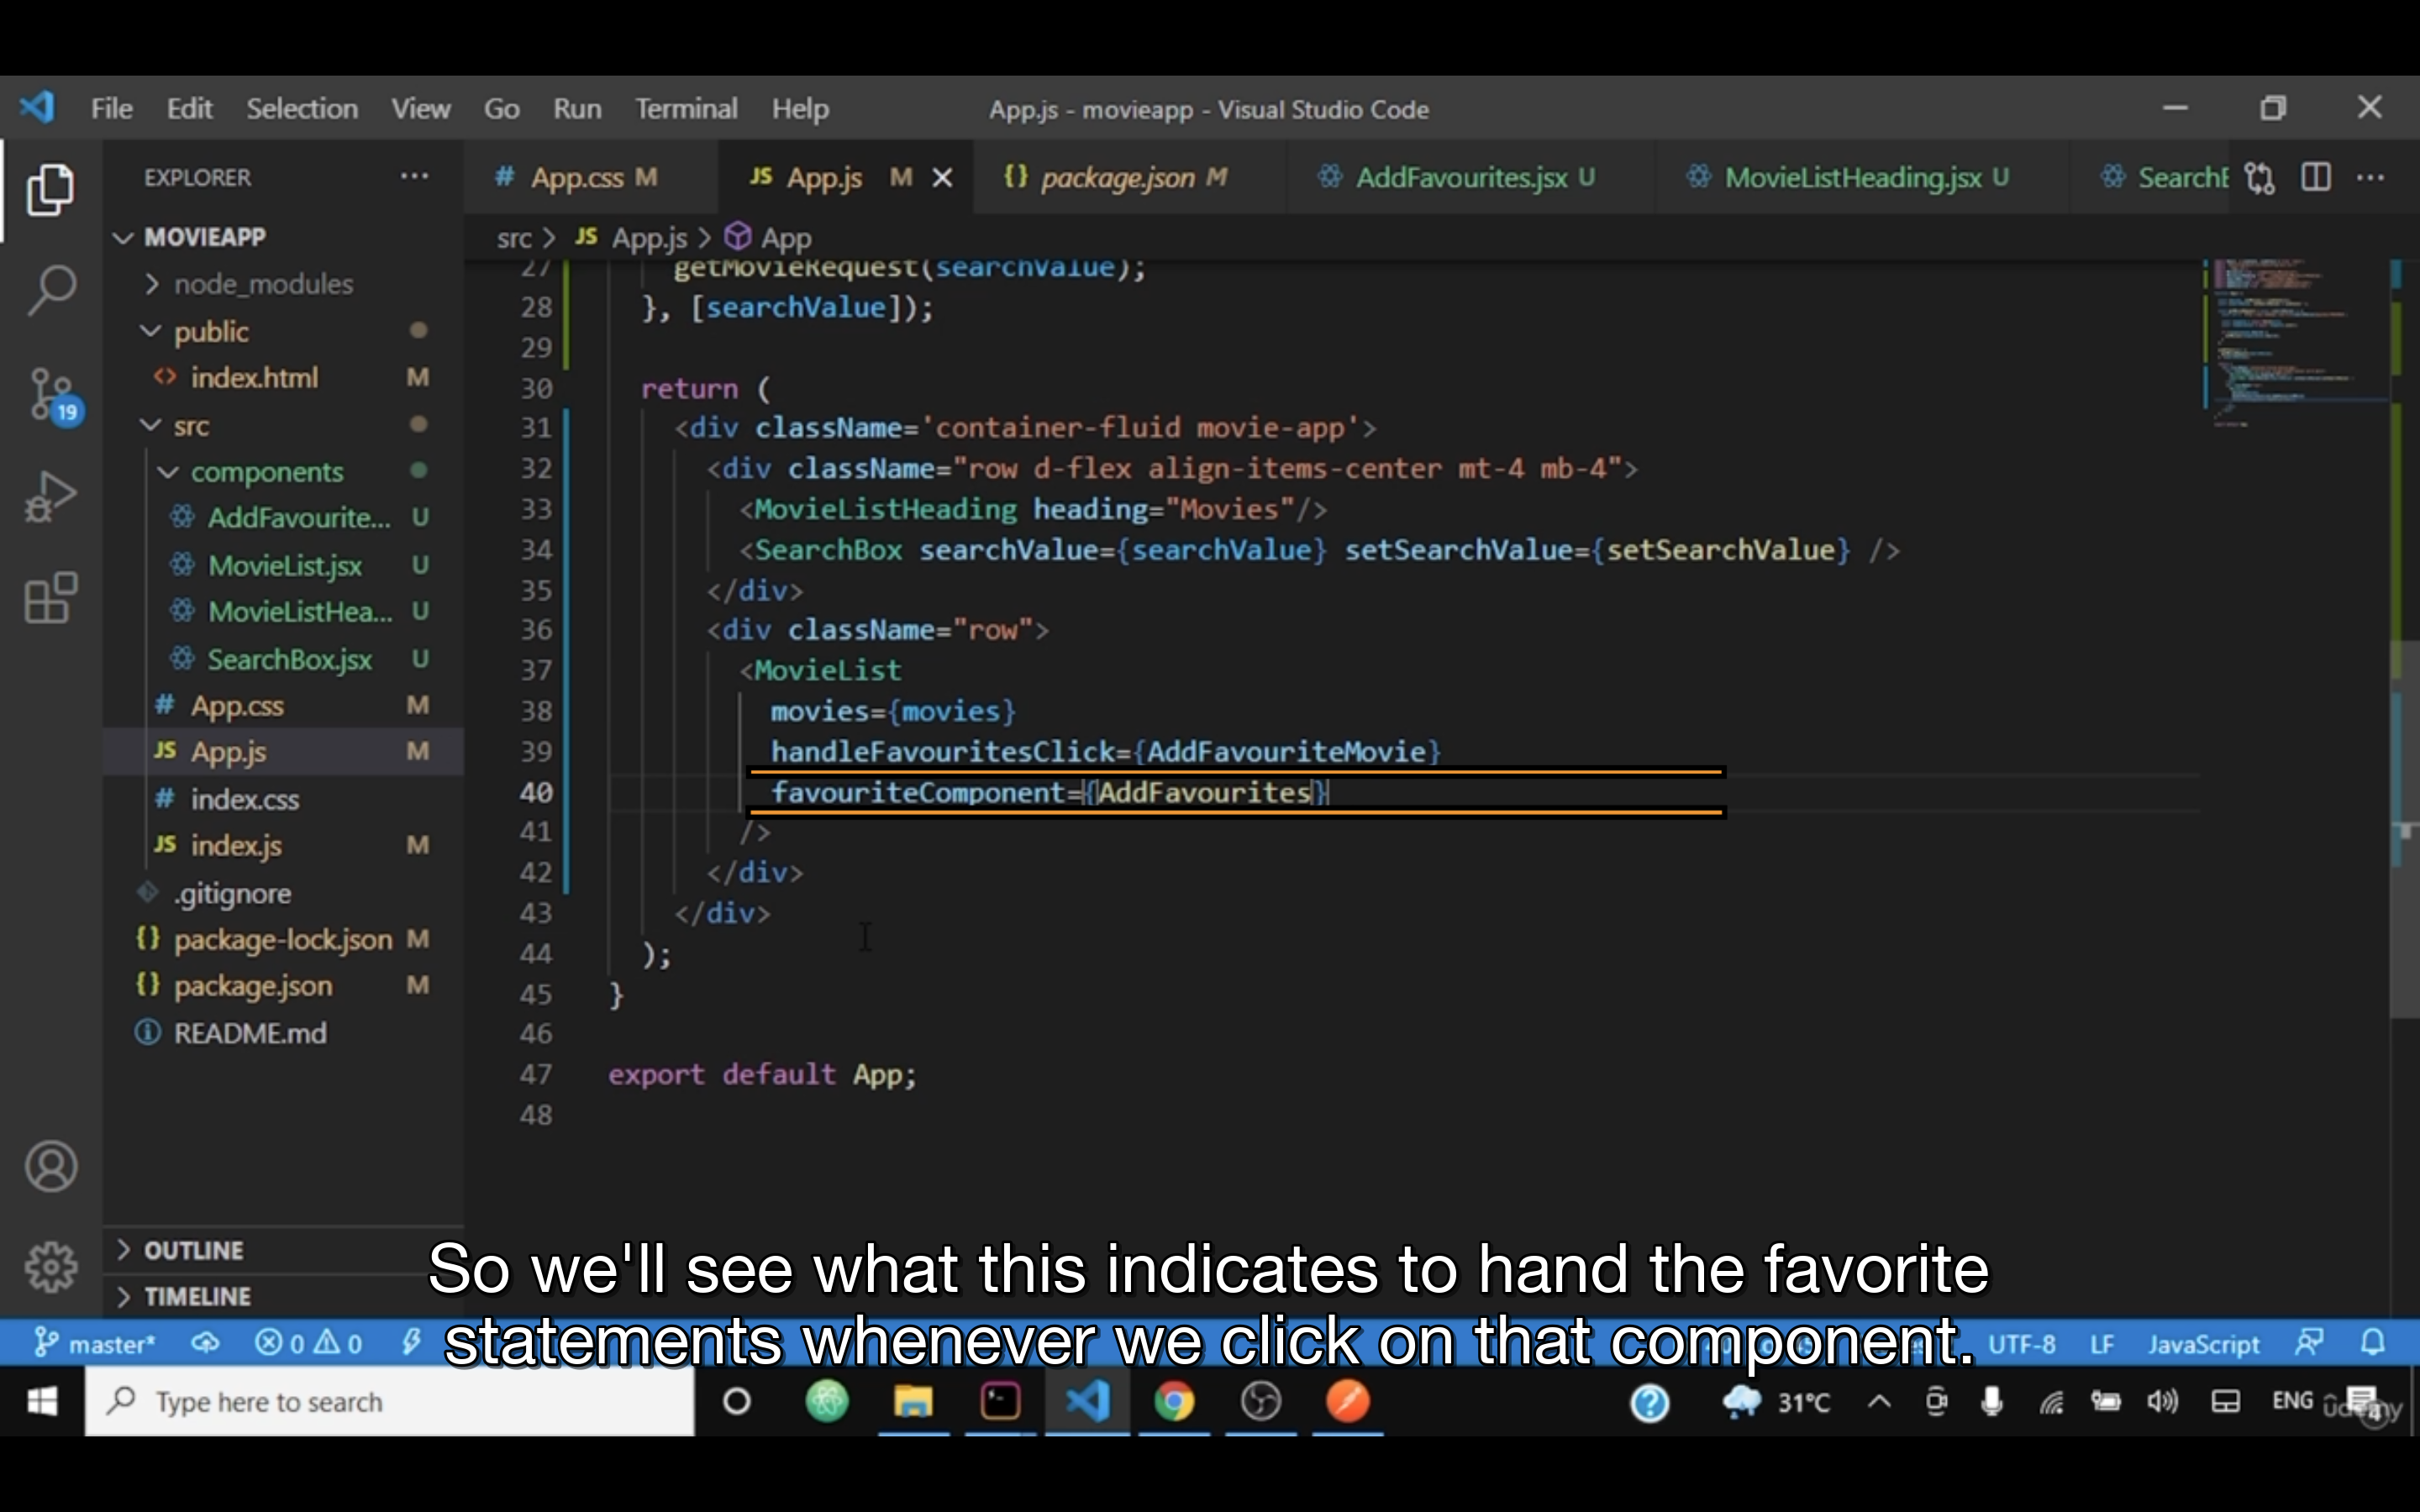 File Edit Selection View Go Run Terminal Help App.js - movieapp - Visual Studio Code
EXPLORER
# App.css M JS App.js M {} package.json M AddFavourites.jsx U MovieListHeading.jsx U SearchB
MOVIEAPP
src > JS App.js > App
node_modules
public
<> index.html M
src
components
AddFavourite... U
MovieList.jsx U
MovieListHea... U
SearchBox.jsx U
# App.css M
JS App.js M
# index.css
JS index.js M
.gitignore
{} package-lock.json M
{} package.json M
README.md
OUTLINE
TIMELINE
19
27 getMovieRequest(searchValue);
28 }, [searchValue]);
29
30 return (
31 <div className='container-fluid movie-app'>
32 <div className="row d-flex align-items-center mt-4 mb-4">
33 <MovieListHeading heading="Movies"/>
34 <SearchBox searchValue={searchValue} setSearchValue={setSearchValue} />
35 </div>
36 <div className="row">
37 <MovieList
38 movies={movies}
39 handleFavouritesClick={AddFavouriteMovie}
40 favouriteComponent={AddFavourites}
41 />
42 </div>
43 </div>
44 );
45 }
46
47 export default App;
48
So we'll see what this indicates to hand the favorite
statements whenever we click on that component.
master* 0 0 UTF-8 LF JavaScript
Type here to search 31°C ENG
udemy